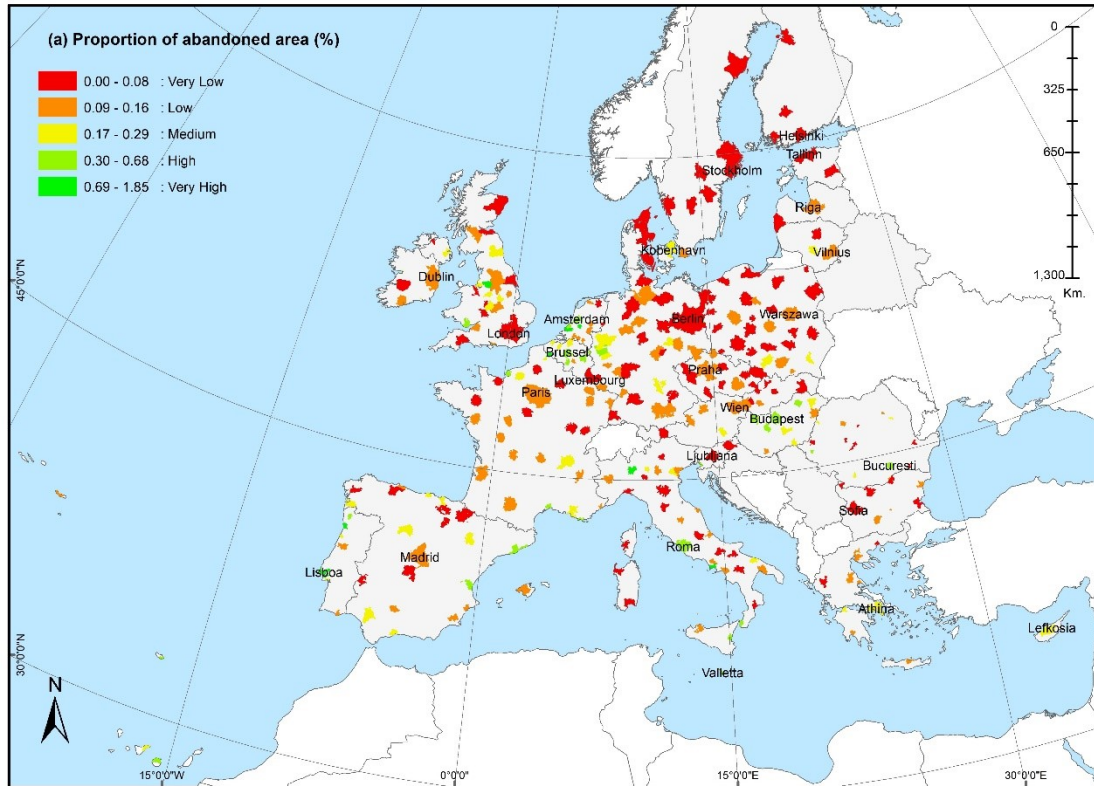 (a) Proportion of abandoned area (%)
0.00 - 0.08 : Very Low
0.09 - 0.16 : Low
0.17 - 0.29 : Medium
0.30 - 0.68 : High
0.69 - 1.85 : Very High
0
325
650
1.300
Km.
Helsinki
Tallinn
Stockholm
Riga
København
Vilnius
Dublin
Amsterdam
Berlin
Warszawa
London
Brussel
Luxembourg
Praha
Paris
Wien
Budapest
Ljubljena
Bucuresti
Sofia
Roma
Madrid
Lisboa
Athina
Lefkosia
Valletta
45°0'0"N
30°0'0"N
N
15°0'0"W
0°0'0"
15°0'0"E
30°0'0"E